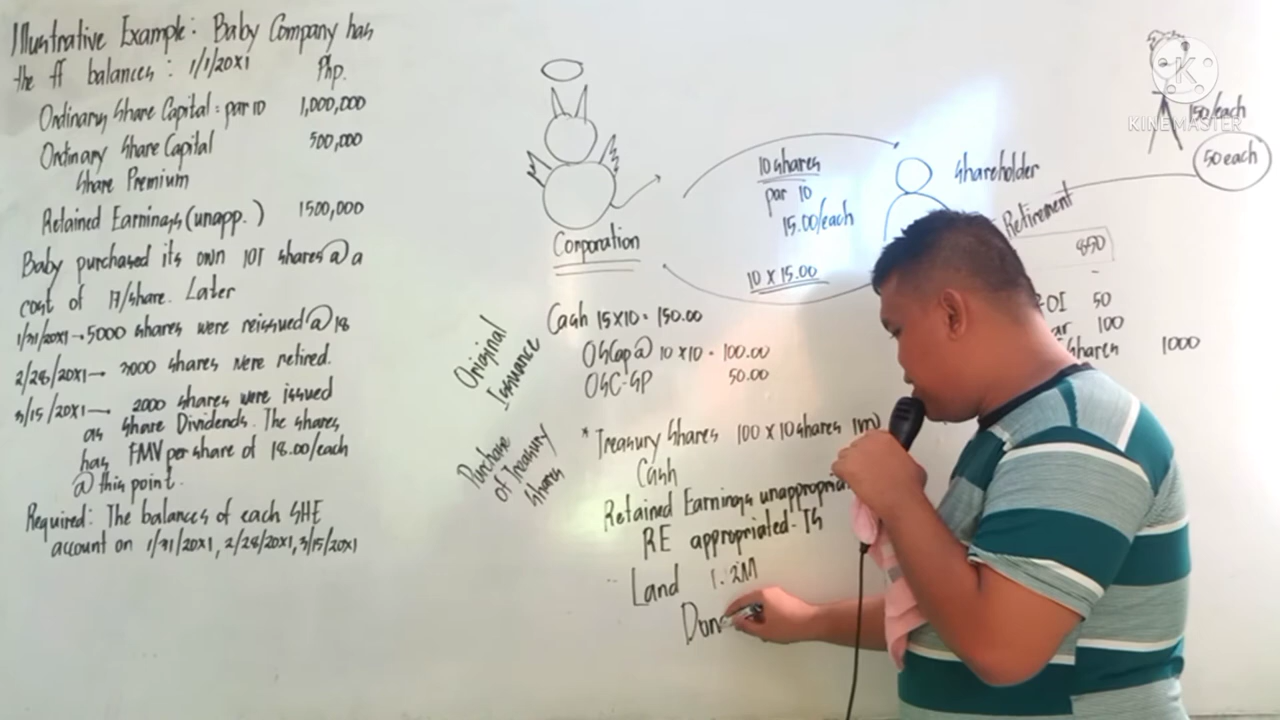 Illustrative Example: Baby Company has
the ff balances: 1/1/20x1 Php.
Ordinary Share Capital: par 10 1,000,000
Ordinary Share Capital 500,000
Share Premium
Retained Earnings (unapp.) 1500,000
Baby purchased its own 10T shares @ a
cost of 17/share. Later
1/31/20x1 → 5000 shares were reissued @ 18
2/28/20x1 → 3000 shares were retired.
3/15/20x1 → 2000 shares were issued
as share Dividends. The shares
has FMV per share of 18.00/each
@ this point.
Required: The balances of each SHE
account on 1/31/20x1, 2/28/20x1, 3/15/20x1
Corporation
10 shares
par 10
15.00/each
10 x 15.00
Shareholder
150/each
50 each
K
KINEMASTER
Retirement
850
50
100
shares 1000
Original
Issuance
Cash 15x10 = 150.00
OSCap @ 10 x 10 = 100.00
OSC-SP 50.00
Purchase
of Treasury
Shares
* Treasury Shares 100 x 10 shares 1m
Cash
Retained Earnings
RE appropriated - TS
Land 1.2M
Don